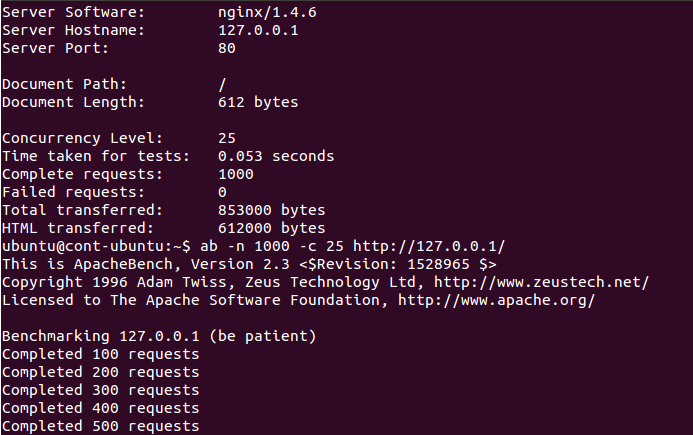 Server Software: nginx/1.4.6
Server Hostname: 127.0.0.1
Server Port: 80
Document Path: /
Document Length: 612 bytes
Concurrency Level: 25
Time taken for tests: 0.053 seconds
Complete requests: 1000
Failed requests: 0
Total transferred: 853000 bytes
HTML transferred: 612000 bytes
ubuntu@cont-ubuntu:~$ ab -n 1000 -c 25 http://127.0.0.1/
This is ApacheBench, Version 2.3 <$Revision: 1528965 $>
Copyright 1996 Adam Twiss, Zeus Technology Ltd, http://www.zeustech.net/
Licensed to The Apache Software Foundation, http://www.apache.org/
Benchmarking 127.0.0.1 (be patient)
Completed 100 requests
Completed 200 requests
Completed 300 requests
Completed 400 requests
Completed 500 requests